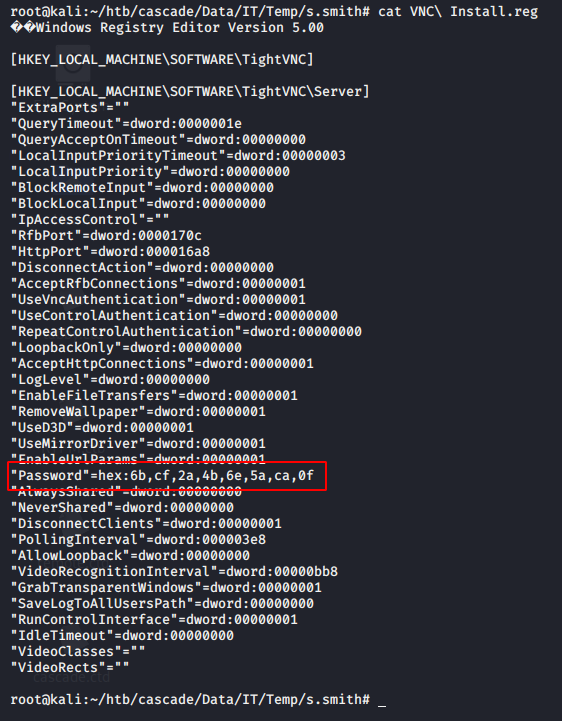 root@kali:~/htb/cascade/Data/IT/Temp/s.smith# cat VNC\ Install.reg
��Windows Registry Editor Version 5.00
[HKEY_LOCAL_MACHINE\SOFTWARE\TightVNC]
[HKEY_LOCAL_MACHINE\SOFTWARE\TightVNC\Server]
"ExtraPorts"=""
"QueryTimeout"=dword:0000001e
"QueryAcceptOnTimeout"=dword:00000000
"LocalInputPriorityTimeout"=dword:00000003
"LocalInputPriority"=dword:00000000
"BlockRemoteInput"=dword:00000000
"BlockLocalInput"=dword:00000000
"IpAccessControl"=""
"RfbPort"=dword:0000170c
"HttpPort"=dword:000016a8
"DisconnectAction"=dword:00000000
"AcceptRfbConnections"=dword:00000001
"UseVncAuthentication"=dword:00000001
"UseControlAuthentication"=dword:00000000
"RepeatControlAuthentication"=dword:00000000
"LoopbackOnly"=dword:00000000
"AcceptHttpConnections"=dword:00000001
"LogLevel"=dword:00000000
"EnableFileTransfers"=dword:00000001
"RemoveWallpaper"=dword:00000001
"UseD3D"=dword:00000001
"UseMirrorDriver"=dword:00000001
"EnableUrlParams"=dword:00000001
"Password"=hex:6b,cf,2a,4b,6e,5a,ca,0f
"AlwaysShared"=dword:00000000
"NeverShared"=dword:00000000
"DisconnectClients"=dword:00000001
"PollingInterval"=dword:000003e8
"AllowLoopback"=dword:00000000
"VideoRecognitionInterval"=dword:00000bb8
"GrabTransparentWindows"=dword:00000001
"SaveLogToAllUsersPath"=dword:00000000
"RunControlInterface"=dword:00000001
"IdleTimeout"=dword:00000000
"VideoClasses"=""
"VideoRects"=""
cascade.ctd
root@kali:~/htb/cascade/Data/IT/Temp/s.smith# _